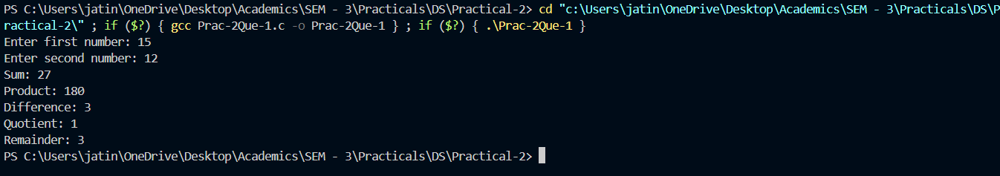 PS C:\Users\jatin\OneDrive\Desktop\Academics\SEM - 3\Practicals\DS\Practical-2> cd "c:\Users\jatin\OneDrive\Desktop\Academics\SEM - 3\Practicals\DS\P
ractical-2\" ; if ($?) { gcc Prac-2Que-1.c -o Prac-2Que-1 } ; if ($?) { .\Prac-2Que-1 }
Enter first number: 15
Enter second number: 12
Sum: 27
Product: 180
Difference: 3
Quotient: 1
Remainder: 3
PS C:\Users\jatin\OneDrive\Desktop\Academics\SEM - 3\Practicals\DS\Practical-2>